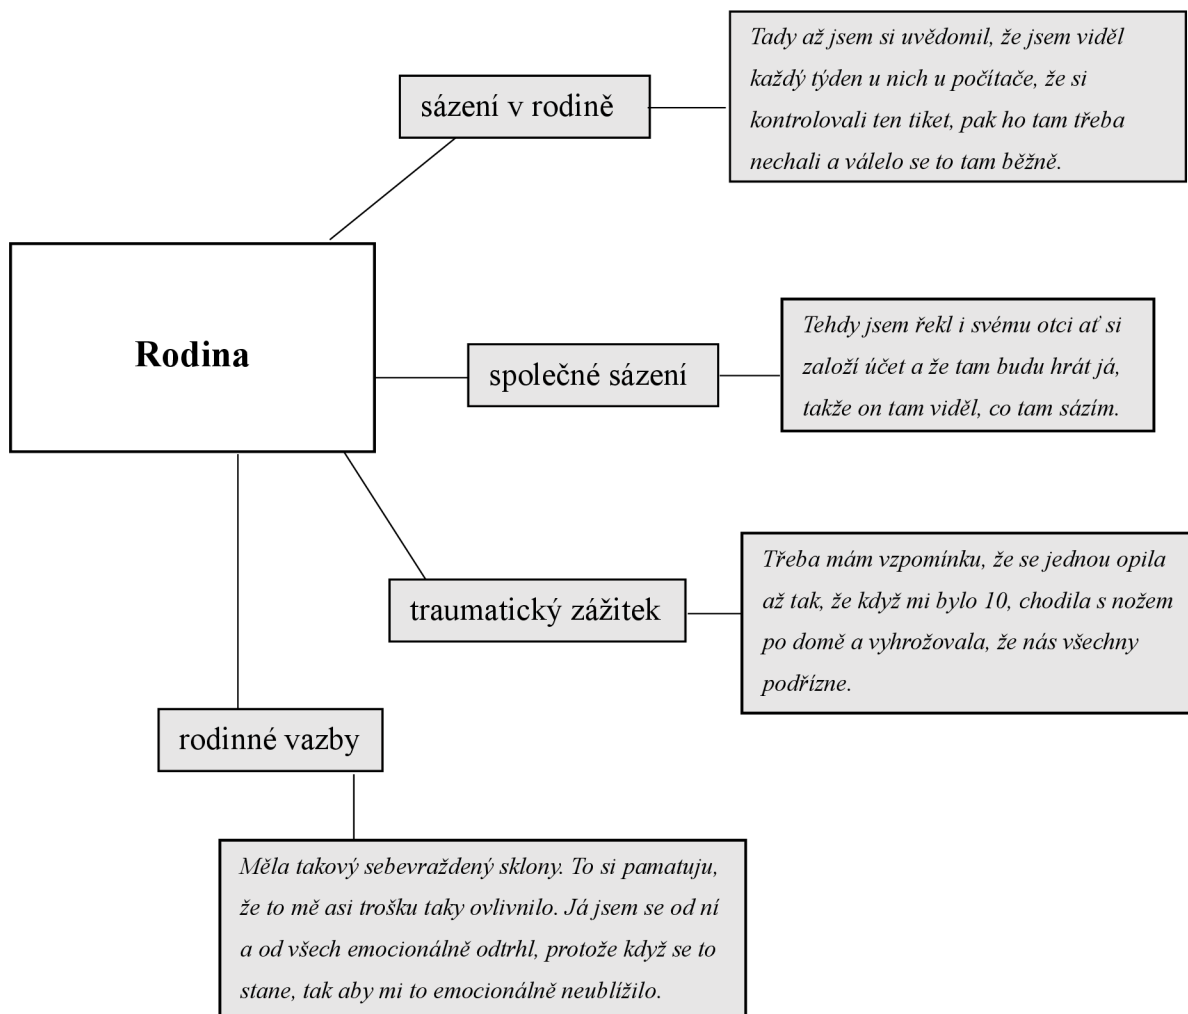 Tady až jsem si uvědomil, že jsem viděl
každý týden u nich u počítače, že si
kontrolovali ten tiket, pak ho tam třeba
nechali a válelo se to tam běžně.
sázení v rodině
Rodina
společné sázení
Tehdy jsem řekl i svému otci ať si
založí účet a že tam budu hrát já,
takže on tam viděl, co tam sázím.
traumatický zážitek
Třeba mám vzpomínku, že se jednou opila
až tak, že když mi bylo 10, chodila s nožem
po domě a vyhrožovala, že nás všechny
podřízne.
rodinné vazby
Měla takový sebevraždený sklony. To si pamatuju,
že to mě asi trošku taky ovlivnilo. Já jsem se od ní
a od všech emocionálně odtrhl, protože když se to
stane, tak aby mi to emocionálně neublížilo.